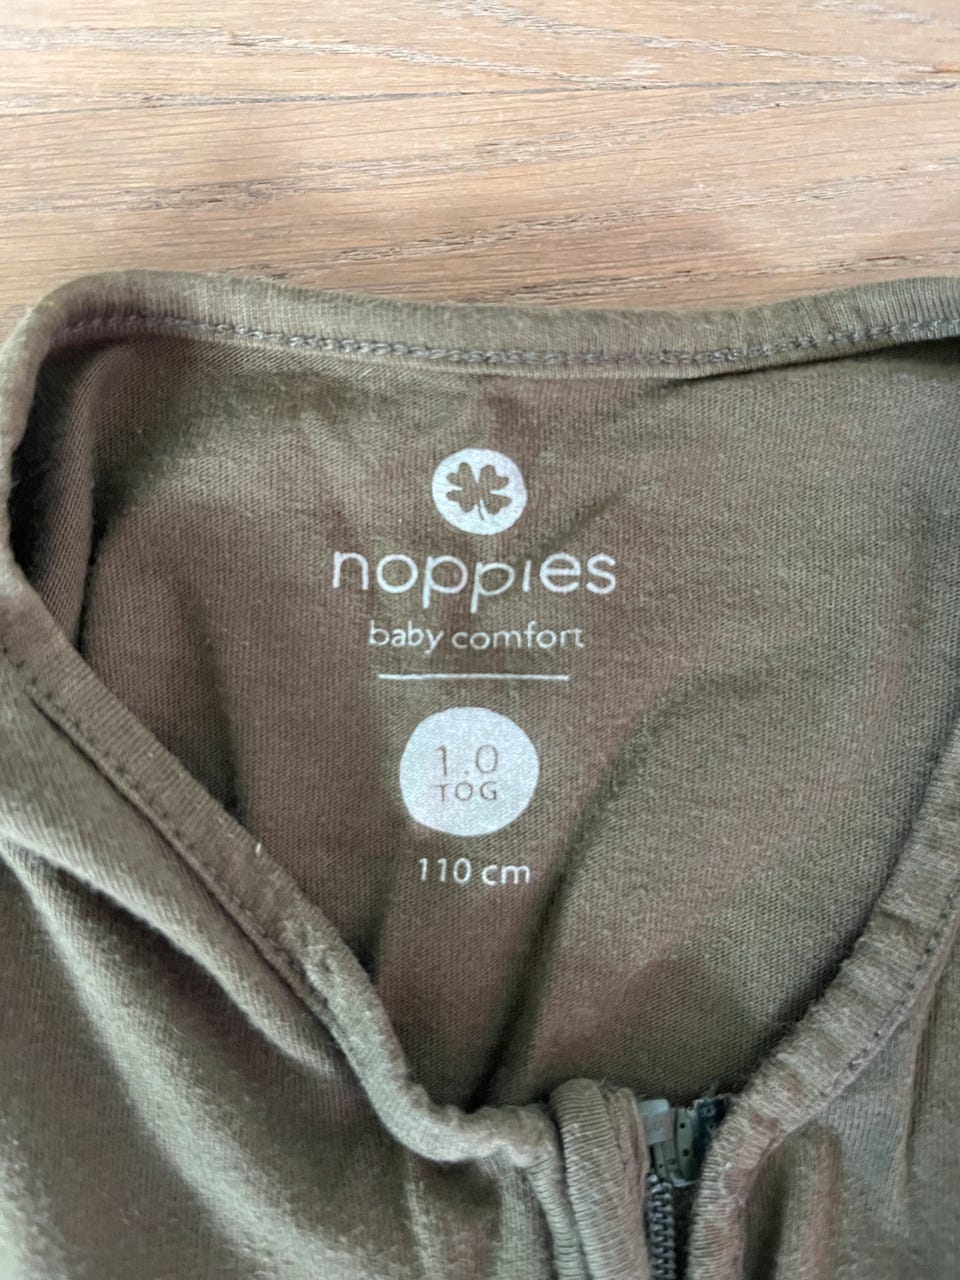 noppies
baby comfort
1.0
TOG
110 cm